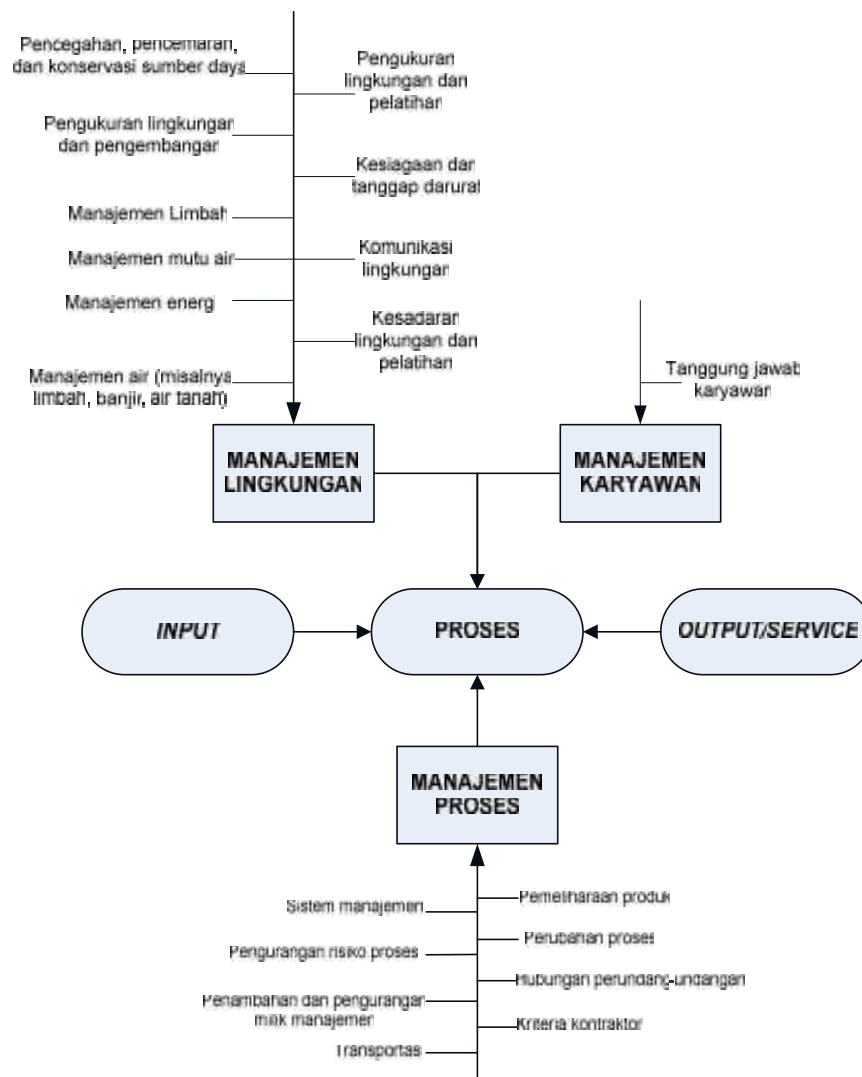 Pencegahan, pencemaran,
dan konservasi sumber daya
Pengukuran
lingkungan dan
pelatihan
Pengukuran lingkungan
dan pengembangan
Kesiagaan dan
tanggap darurat
Manajemen Limbah
Manajemen mutu air
Komunikasi
lingkungan
Manajemen energ
Kesadaran
lingkungan dan
pelatihan
Manajemen air (misalnya
limbah, banjir, air tanah)
Tanggung jawab
karyawan
MANAJEMEN
LINGKUNGAN
MANAJEMEN
KARYAWAN
INPUT
PROSES
OUTPUT/SERVICE
MANAJEMEN
PROSES
Sistem manajemen
Pemeliharaan produk
Pengurangan risiko proses
Perubahan proses
Hubungan perundang-undangan
Penambahan dan pengurangan
milik manajemen
Kriteria kontraktor
Transportas